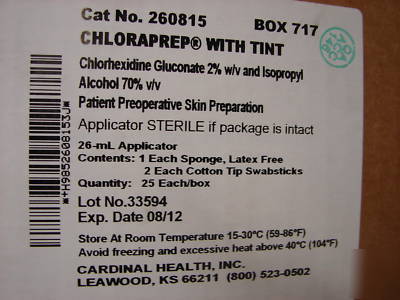 Cat No. 260815 BOX 717
CHLORAPREP® WITH TINT
Chlorhexidine Gluconate 2% w/v and Isopropyl
Alcohol 70% v/v
Patient Preoperative Skin Preparation
Applicator STERILE if package is intact
26-mL Applicator
Contents: 1 Each Sponge, Latex Free
2 Each Cotton Tip Swabsticks
Quantity: 25 Each/box
Lot No.33594
Exp. Date 08/12
Store At Room Temperature 15-30°C (59-86°F)
Avoid freezing and excessive heat above 40°C (104°F)
CARDINAL HEALTH, INC.
LEAWOOD, KS 66211 (800) 523-0502
*+H9852608153J*